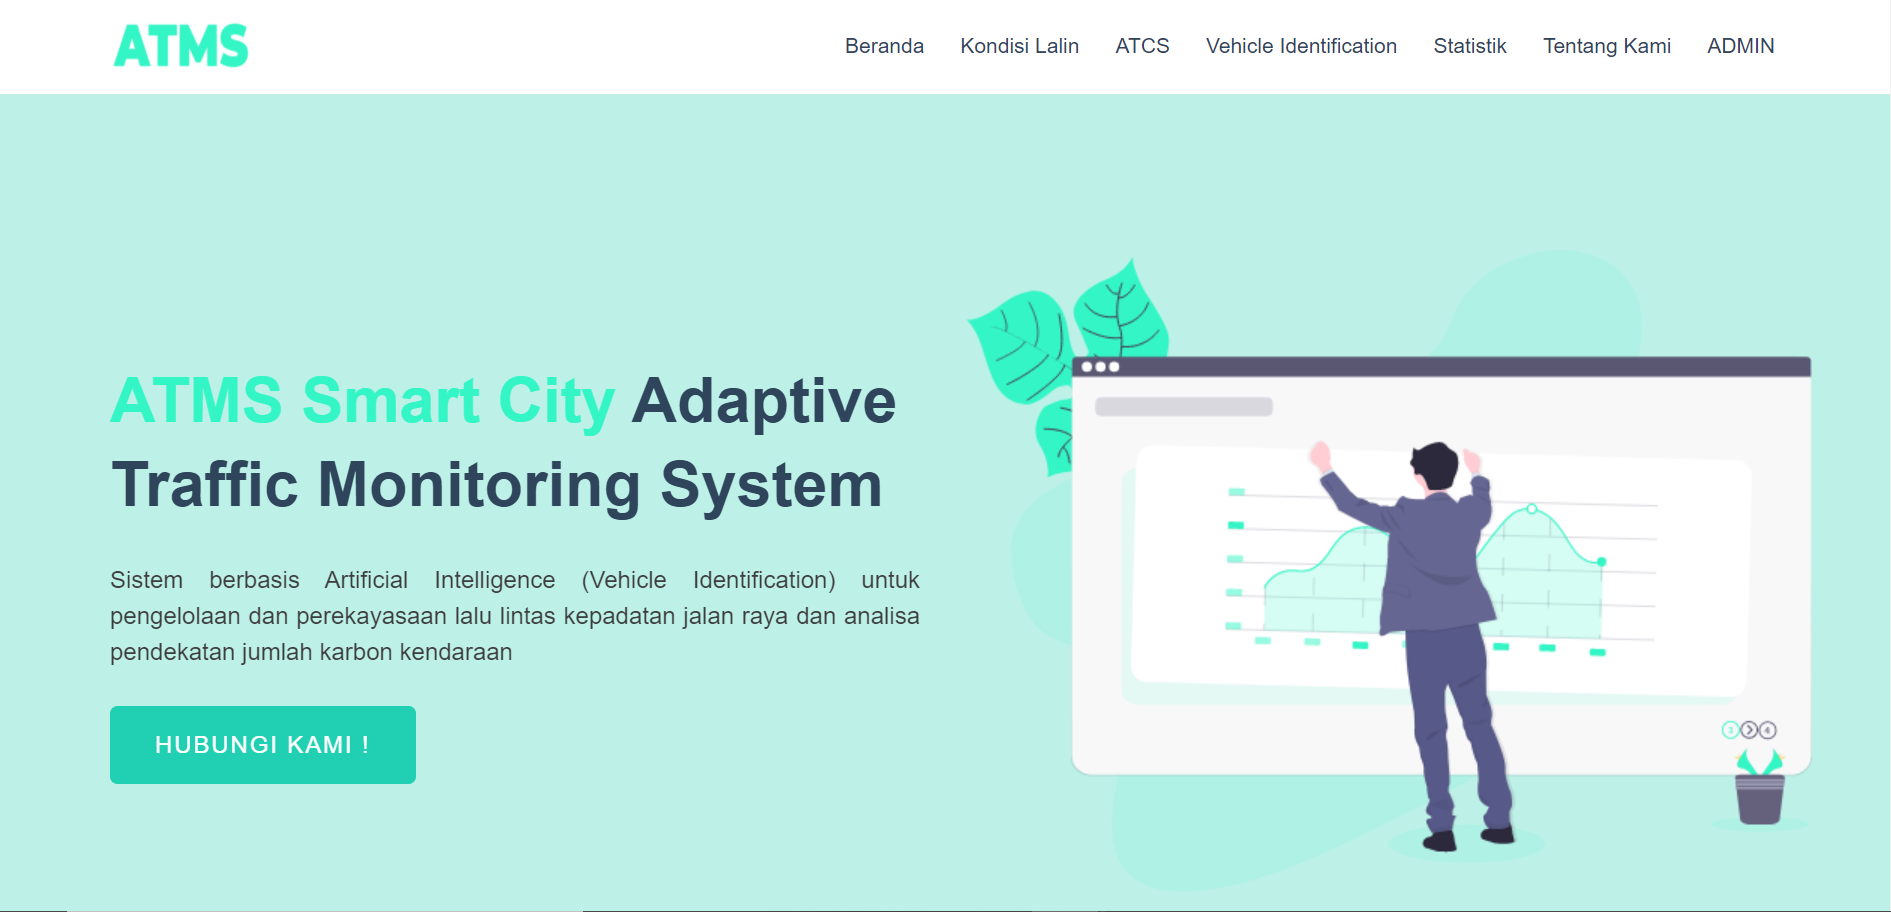 ATMS
Beranda Kondisi Lalin ATCS Vehicle Identification Statistik Tentang Kami ADMIN
ATMS Smart City Adaptive
Traffic Monitoring System
Sistem berbasis Artificial Intelligence (Vehicle Identification) untuk
pengelolaan dan perekayasaan lalu lintas kepadatan jalan raya dan analisa
pendekatan jumlah karbon kendaraan
HUBUNGI KAMI !
3 4